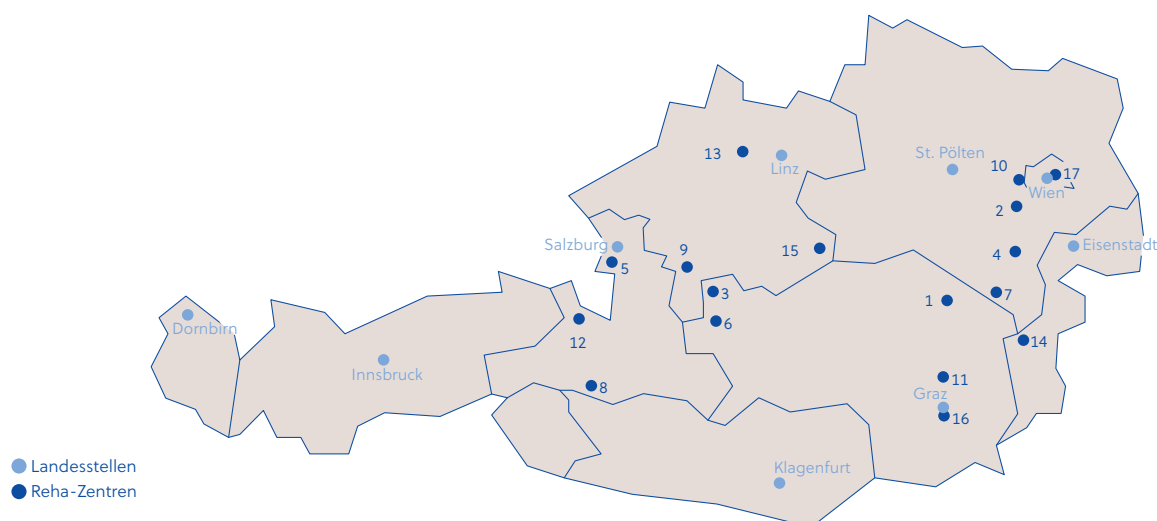 St. Pölten
13
Linz
10
17
Wien
2
Salzburg
5
9
15
4
Eisenstadt
3
1
7
6
Dornbirn
12
14
Innsbruck
8
11
Graz
16
Klagenfurt
Landesstellen
Reha-Zentren